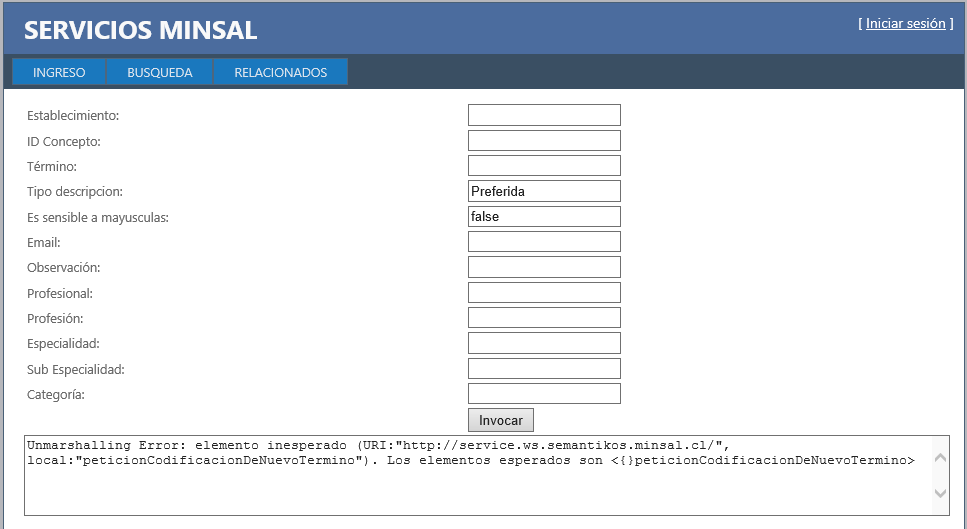 SERVICIOS MINSAL
[ Iniciar sesión ]
INGRESO BUSQUEDA RELACIONADOS
Establecimiento:
ID Concepto:
Término:
Tipo descripcion: Preferida
Es sensible a mayusculas: false
Email:
Observación:
Profesional:
Profesión:
Especialidad:
Sub Especialidad:
Categoría:
Invocar
Unmarshalling Error: elemento inesperado (URI:"http://service.ws.semantikos.minsal.cl/",
local:"peticionCodificacionDeNuevoTermino"). Los elementos esperados son <{}peticionCodificacionDeNuevoTermino>